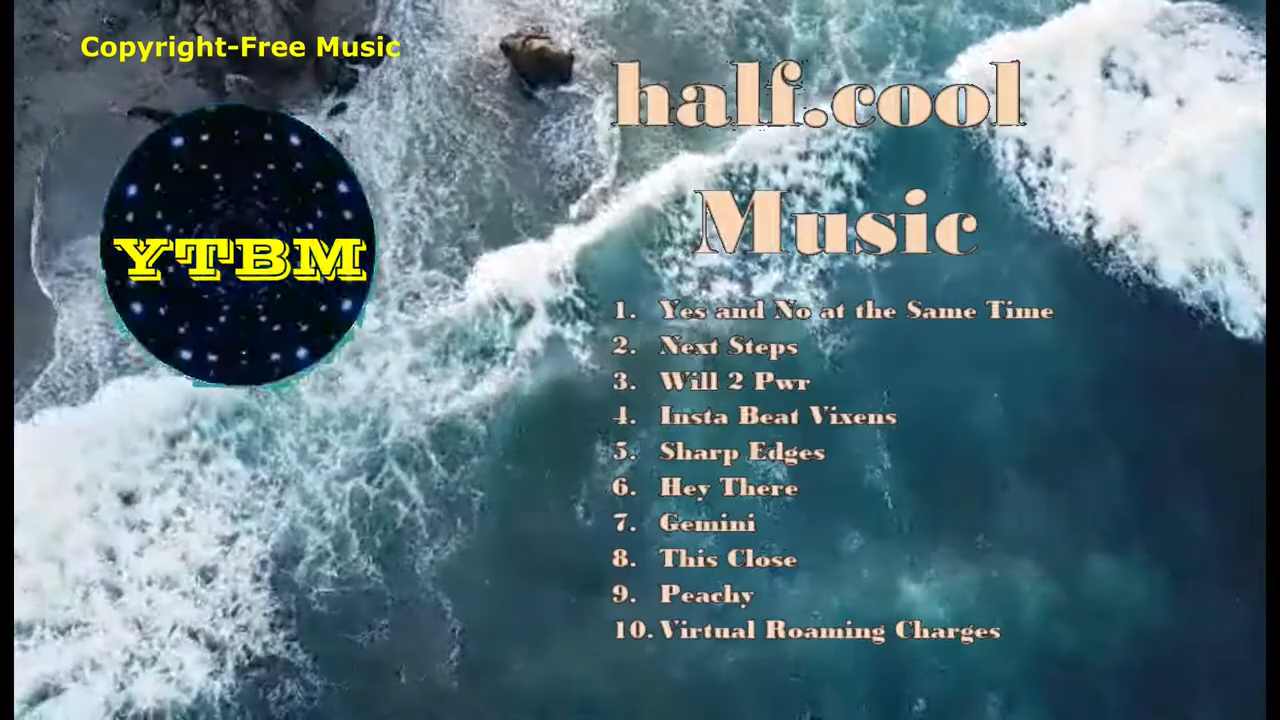 Copyright-Free Music
half.cool
Music
YTBM
1. Yes and No at the Same Time
2. Next Steps
3. Will 2 Pwr
4. Insta Beat Vixens
5. Sharp Edges
6. Hey There
7. Gemini
8. This Close
9. Peachy
10. Virtual Roaming Charges